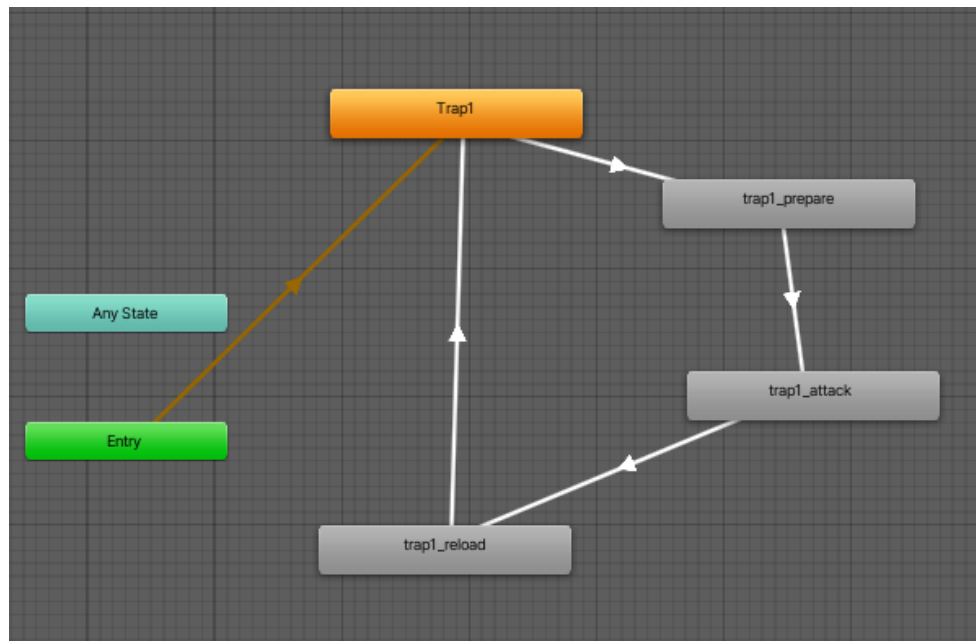 Trap1
trap1_prepare
Any State
trap1_attack
Entry
trap1_reload